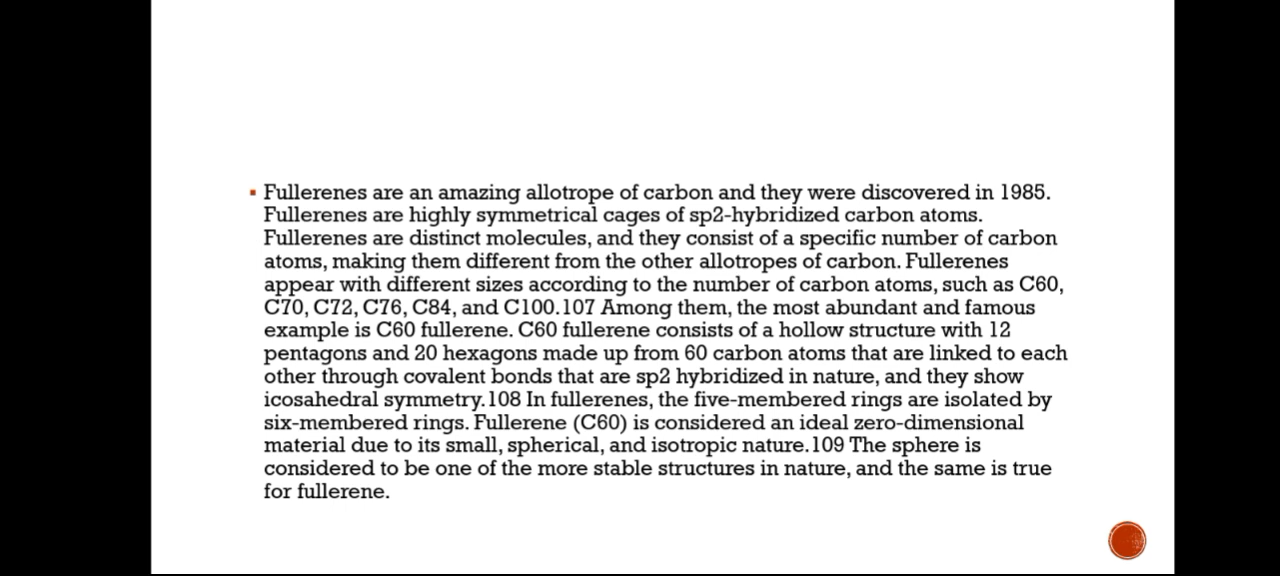 Fullerenes are an amazing allotrope of carbon and they were discovered in 1985.
Fullerenes are highly symmetrical cages of sp2-hybridized carbon atoms.
Fullerenes are distinct molecules, and they consist of a specific number of carbon
atoms, making them different from the other allotropes of carbon. Fullerenes
appear with different sizes according to the number of carbon atoms, such as C60,
C70, C72, C76, C84, and C100.107 Among them, the most abundant and famous
example is C60 fullerene. C60 fullerene consists of a hollow structure with 12
pentagons and 20 hexagons made up from 60 carbon atoms that are linked to each
other through covalent bonds that are sp2 hybridized in nature, and they show
icosahedral symmetry.108 In fullerenes, the five-membered rings are isolated by
six-membered rings. Fullerene (C60) is considered an ideal zero-dimensional
material due to its small, spherical, and isotropic nature.109 The sphere is
considered to be one of the more stable structures in nature, and the same is true
for fullerene.